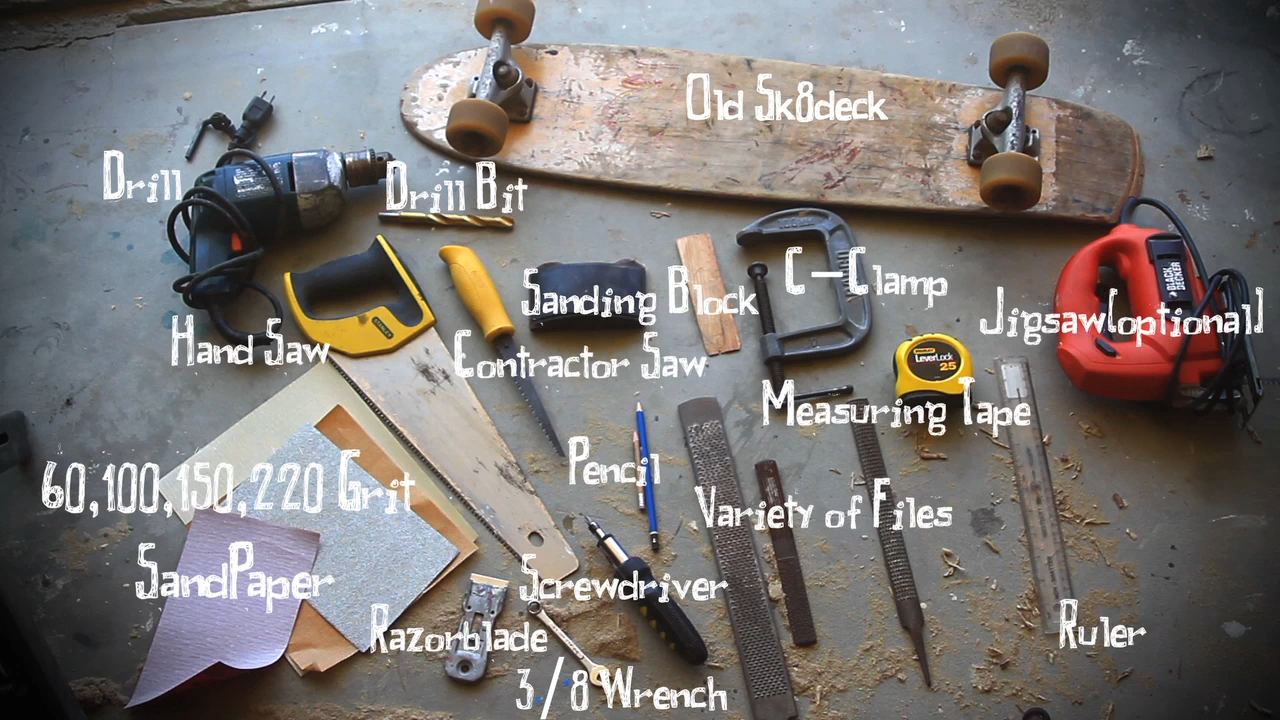 Old Sk8deck
Drill
Drill Bit
Sanding Block
C-Clamp
BLACK&
DECKER
Jigsaw(optional)
Hand Saw
Contractor Saw
STANLEY
LeverLock
25
Measuring Tape
Pencil
60,100,150,220 Grit
SandPaper
Variety of Files
Screwdriver
Razorblade
Ruler
3/8 Wrench